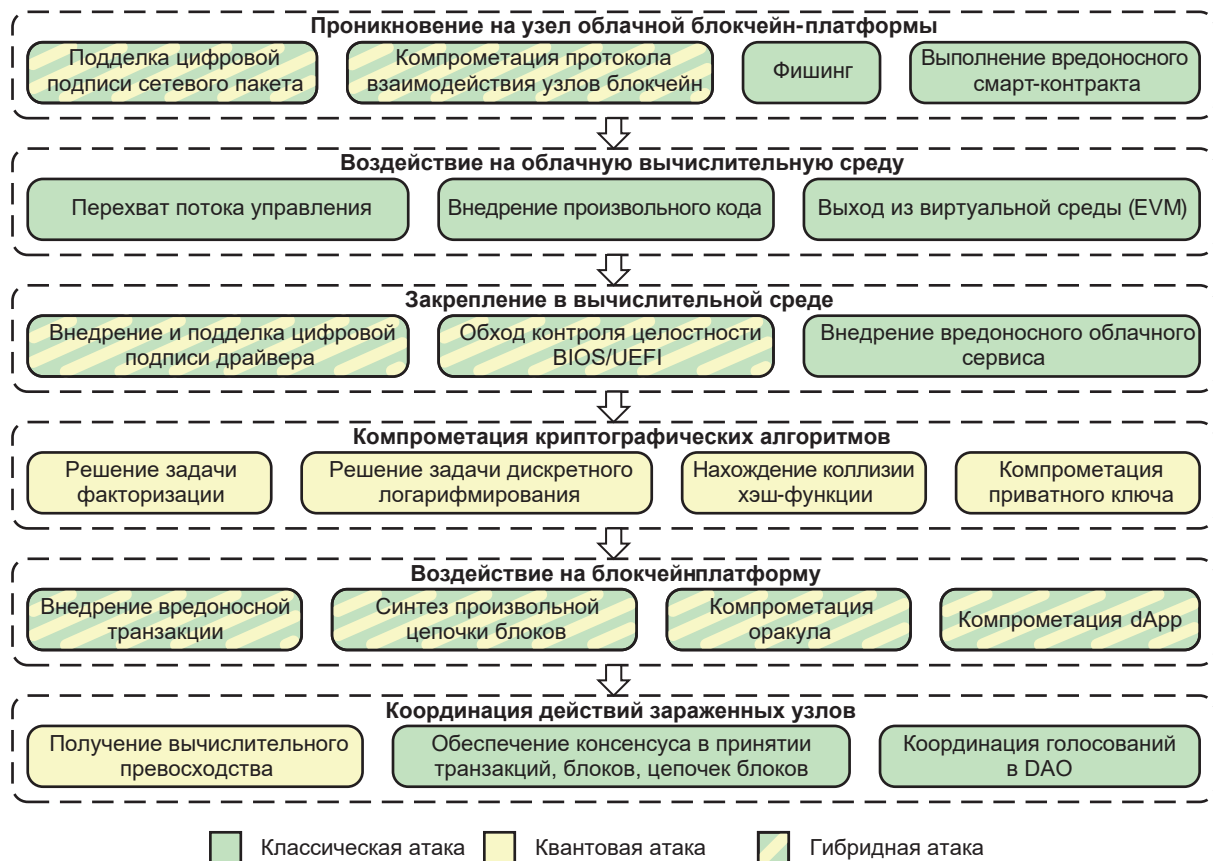 Проникновение на узел облачной блокчейн-платформы
Подделка цифровой
подписи сетевого пакета
Компрометация протокола
взаимодействия узлов блокчейн
Фишинг
Выполнение вредоносного
смарт-контракта
Воздействие на облачную вычислительную среду
Перехват потока управления
Внедрение произвольного кода
Выход из виртуальной среды (EVM)
Закрепление в вычислительной среде
Внедрение и подделка цифровой
подписи драйвера
Обход контроля целостности
BIOS/UEFI
Внедрение вредоносного облачного
сервиса
Компрометация криптографических алгоритмов
Решение задачи
факторизации
Решение задачи дискретного
логарифмирования
Нахождение коллизии
хэш-функции
Компрометация
приватного ключа
Воздействие на блокчейнплатформу
Внедрение вредоносной
транзакции
Синтез произвольной
цепочки блоков
Компрометация
оракула
Компрометация dApp
Координация действий зараженных узлов
Получение вычислительного
превосходства
Обеспечение консенсуса в принятии
транзакций, блоков, цепочек блоков
Координация голосований
в DAO
Классическая атака
Квантовая атака
Гибридная атака